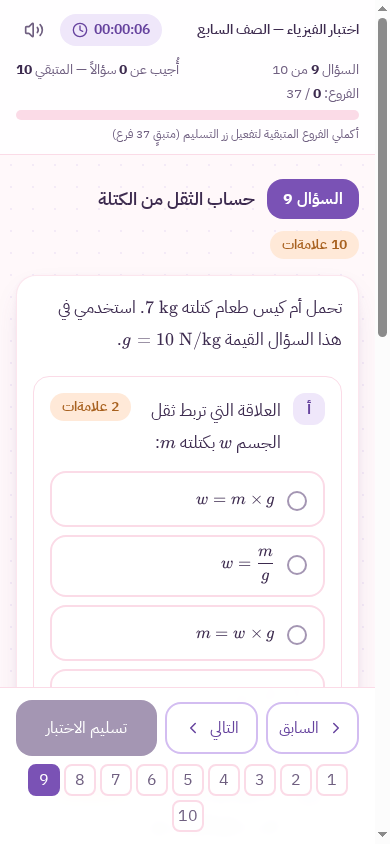 اختبار الفيزياء — الصف السابع
00:00:06
السؤال 9 من 10
أُجيب عن 0 سؤالاً — المتبقي 10
الفروع: 0 / 37
أكملي الفروع المتبقية لتفعيل زر التسليم (متبقٍ 37 فرع)
السؤال 9
حساب الثقل من الكتلة
10 علامةات
تحمل أم كيس طعام كتلته 7 kg. استخدمي في
هذا السؤال القيمة g = 10 N/kg.
أ
العلاقة التي تربط ثقل
الجسم w بكتلته m:
2 علامةات
w = m × g
w = m/g
m = w × g
السابق
التالي
تسليم الاختبار
1 2 3 4 5 6 7 8 9
10